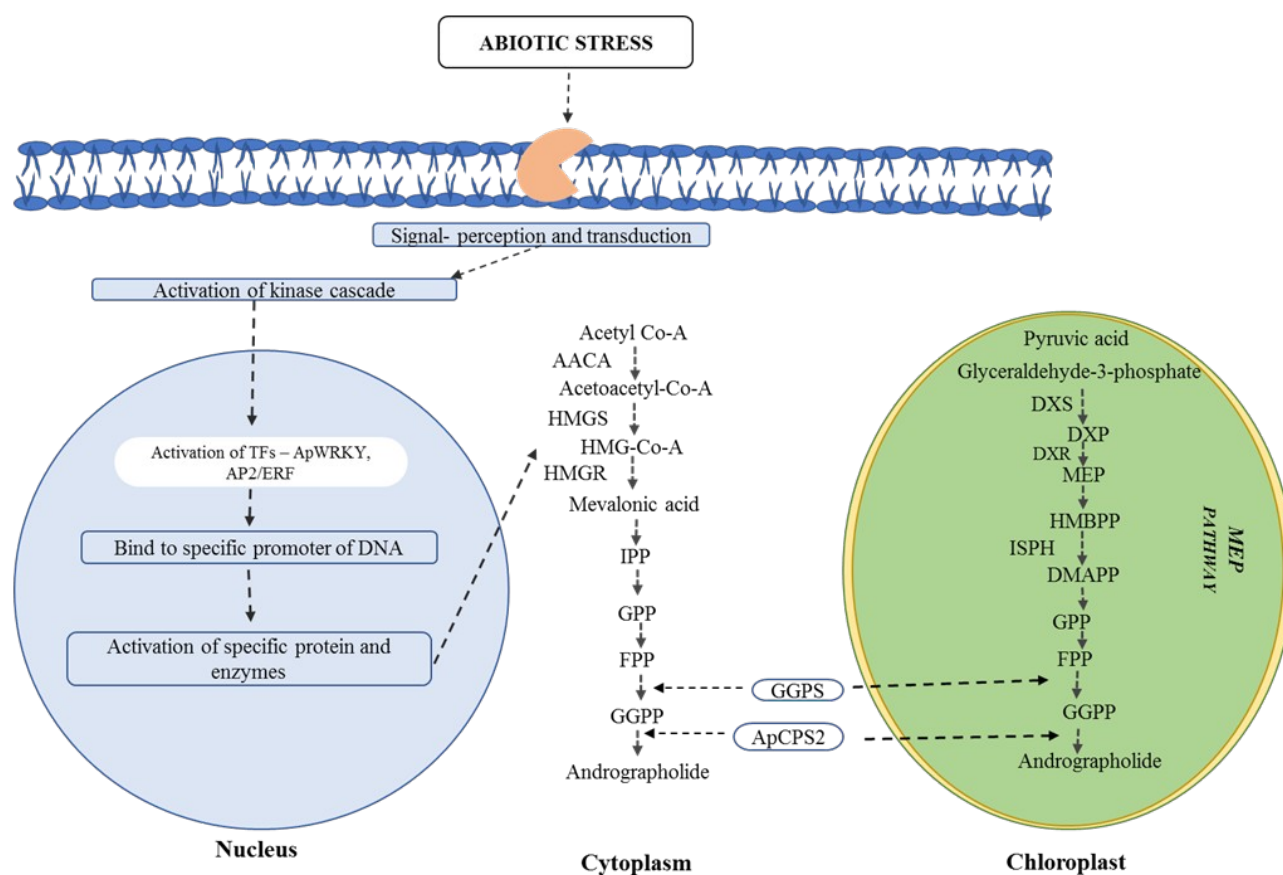 ABIOTIC STRESS
Signal- perception and transduction
Activation of kinase cascade
Activation of TFs – ApWRKY,
AP2/ERF
Bind to specific promoter of DNA
Activation of specific protein and
enzymes
Nucleus
Acetyl Co-A
AACA
Acetoacetyl-Co-A
HMGS
HMG-Co-A
HMGR
Mevalonic acid
IPP
GPP
FPP
GGPP
Andrographolide
Cytoplasm
GGPS
ApCPS2
Pyruvic acid
Glyceraldehyde-3-phosphate
DXS
DXP
DXR
MEP
HMBPP
ISPH
DMAPP
GPP
FPP
GGPP
Andrographolide
MEP
PATHWAY
Chloroplast